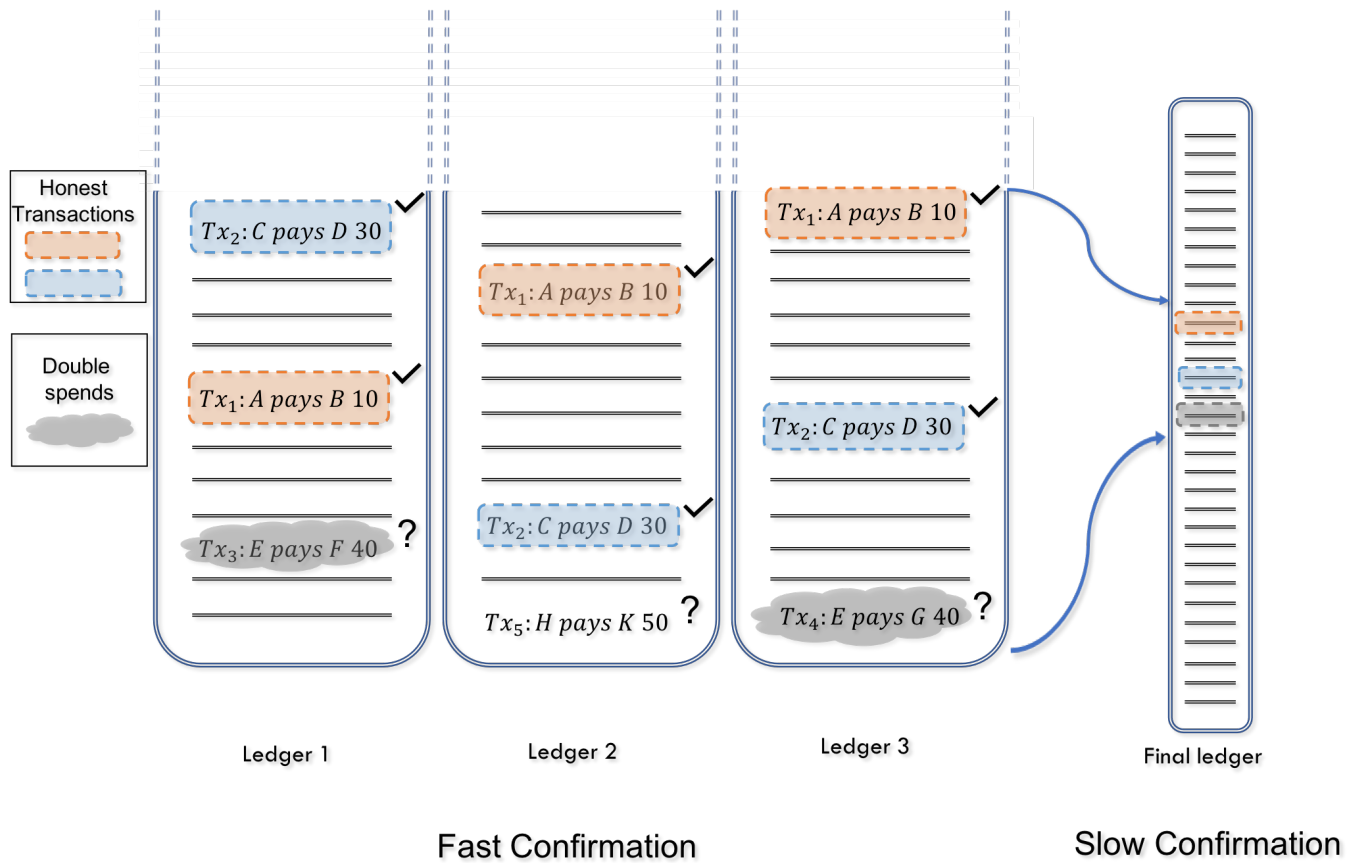 Honest
Transactions
Double
spends
Tx₂: C pays D 30
Tx₁: A pays B 10
Tx₃: E pays F 40 ?
Tx₁: A pays B 10
Tx₂: C pays D 30
Tx₅: H pays K 50 ?
Tx₁: A pays B 10
Tx₂: C pays D 30
Tx₄: E pays G 40 ?
Ledger 1
Ledger 2
Ledger 3
Final ledger
Fast Confirmation
Slow Confirmation